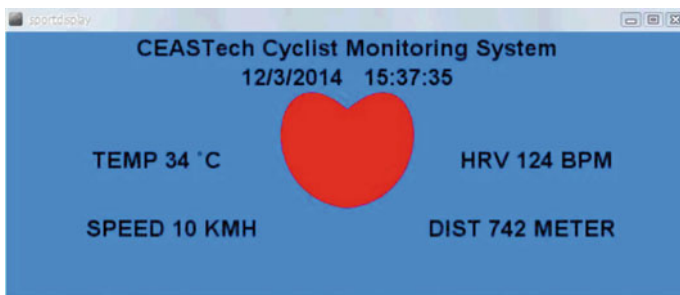 sportdisplay
CEASTech Cyclist Monitoring System
12/3/2014 15:37:35
TEMP 34 °C
HRV 124 BPM
SPEED 10 KMH
DIST 742 METER